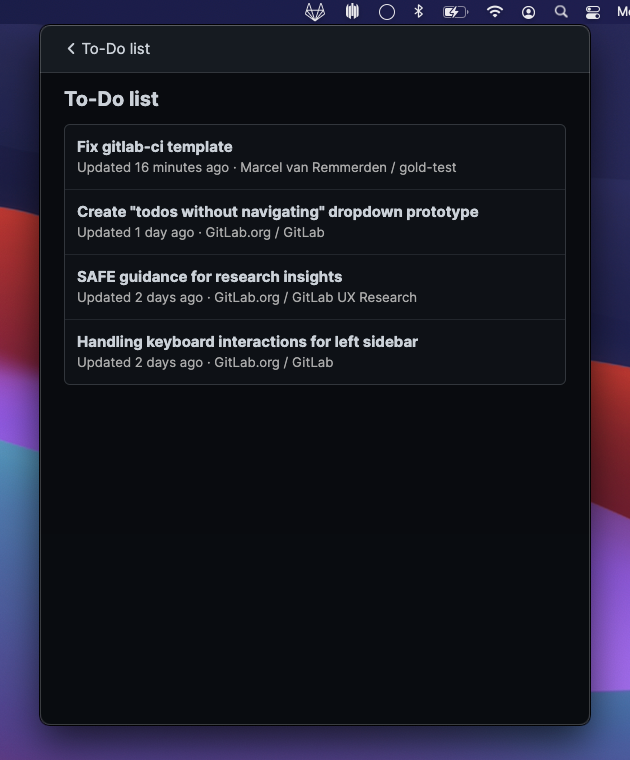 To-Do list
To-Do list
Fix gitlab-ci template
Updated 16 minutes ago · Marcel van Remmerden / gold-test
Create "todos without navigating" dropdown prototype
Updated 1 day ago · GitLab.org / GitLab
SAFE guidance for research insights
Updated 2 days ago · GitLab.org / GitLab UX Research
Handling keyboard interactions for left sidebar
Updated 2 days ago · GitLab.org / GitLab